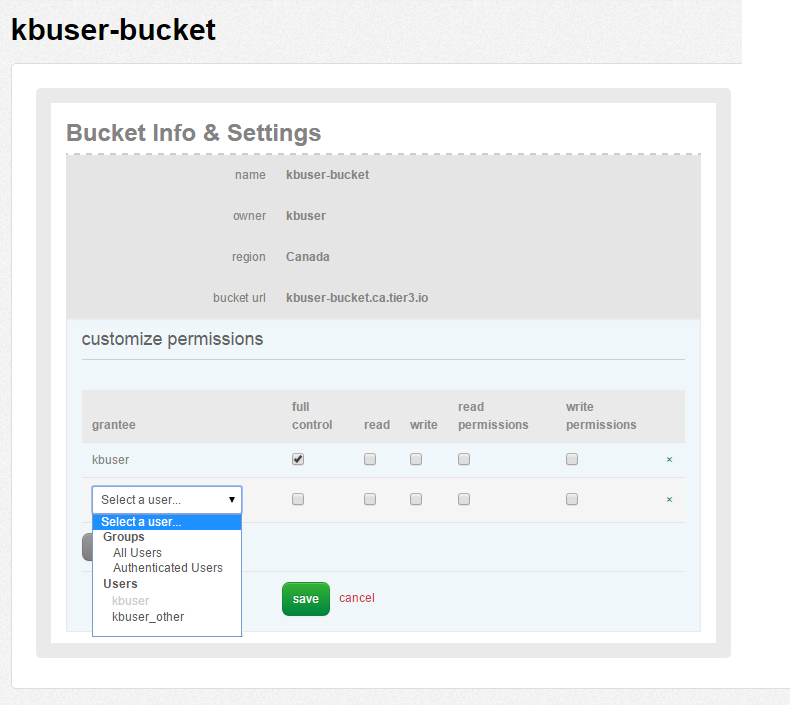 kbuser-bucket
Bucket Info & Settings
name kbuser-bucket
owner kbuser
region Canada
bucket url kbuser-bucket.ca.tier3.io
customize permissions
grantee full control read write read permissions write permissions
kbuser ×
Select a user... ×
Select a user...
Groups
All Users
Authenticated Users
Users
kbuser
kbuser_other
save cancel